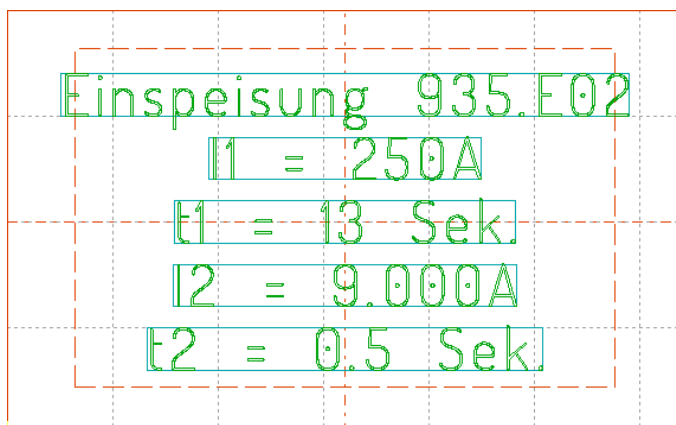 Einspeisung 935.E02
I1 = 250A
t1 = 13 Sek.
I2 = 9.000A
t2 = 0.5 Sek.